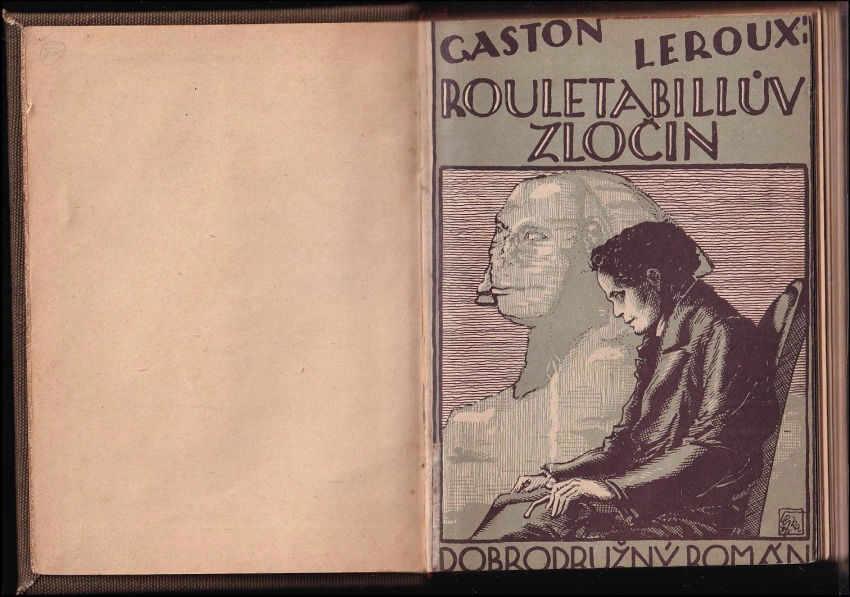 GASTON LEROUX:
ROULETABILLŮV
ZLOČIN
DOBRODRUŽNÝ ROMÁN